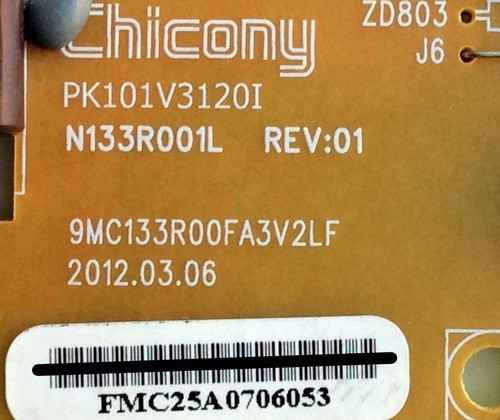 Chicony
ZD803
J6
PK101V3120I
N133R001L REV:01
9MC133R00FA3V2LF
2012.03.06
FMC25A0706053